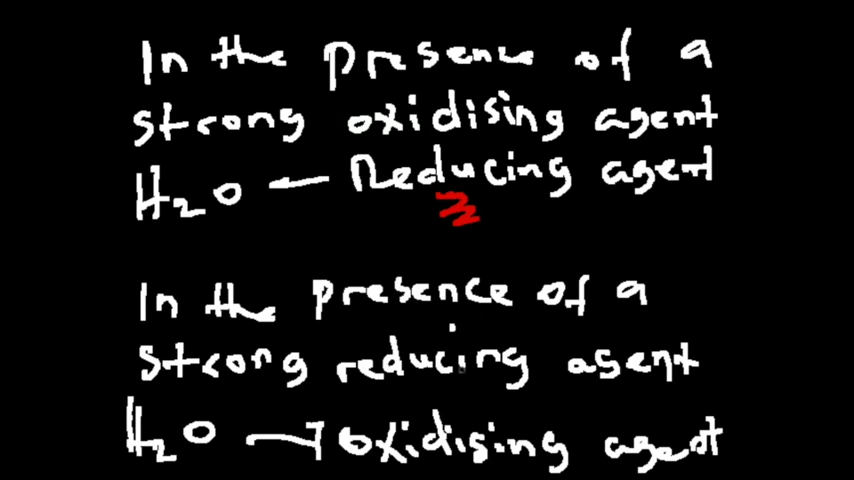 In the presence of a
strong oxidising agent
H₂O — Reducing agent
In the presence of a
strong reducing agent
H₂O → oxidising agent